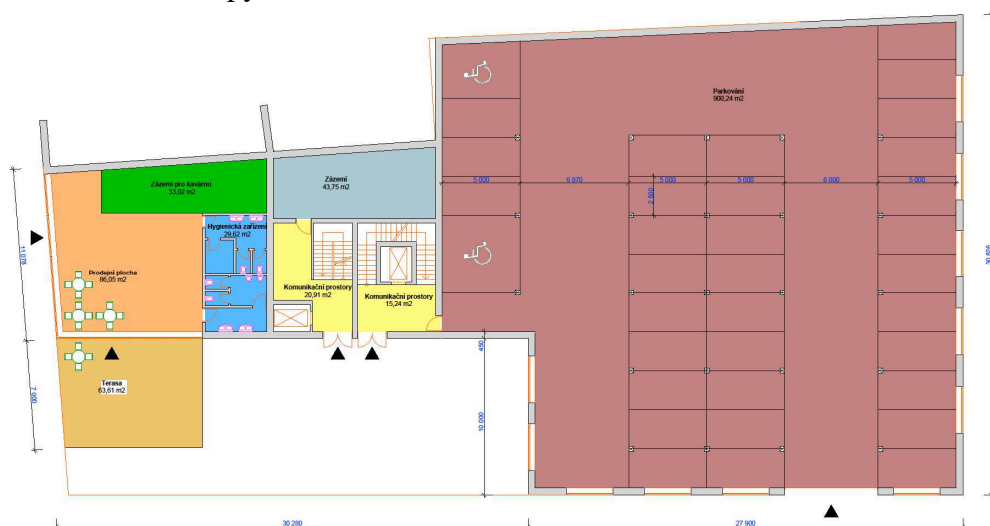 Parkování
900,24 m2
Zázemí pro kavárnu
33,02 m2
Zázemí
43,75 m2
5 000
6 970
5 000
5 000
6 000
5 000
2 500
Hygienická zařízení
29,62 m2
11 078
Prodejní plocha
86,05 m2
Komunikační prostory
20,91 m2
Komunikační prostory
15,24 m2
450
Terasa
63,61 m2
7 000
10 000
30 280
27 900